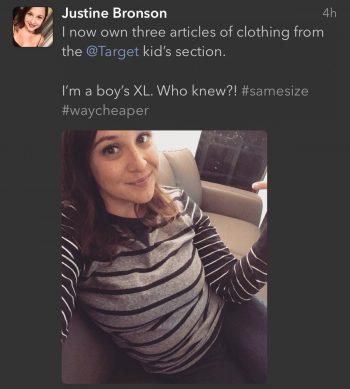 Justine Bronson 4h
I now own three articles of clothing from
the @Target kid's section.
I'm a boy's XL. Who knew?! #samesize
#waycheaper